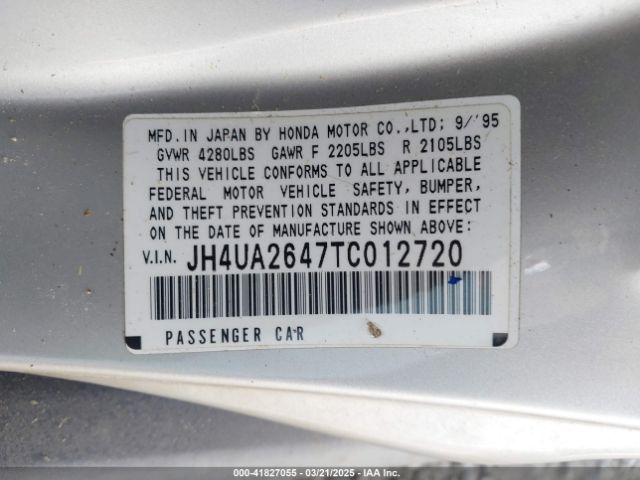 MFD. IN JAPAN BY HONDA MOTOR CO.,LTD; 9/'95
GVWR 4280LBS GAWR F 2205LBS R 2105LBS
THIS VEHICLE CONFORMS TO ALL APPLICABLE
FEDERAL MOTOR VEHICLE SAFETY, BUMPER,
AND THEFT PREVENTION STANDARDS IN EFFECT
ON THE DATE OF MANUFACTURE SHOWN ABOVE:
V.I.N. JH4UA2647TC012720
PASSENGER CAR
000-41827055 — 03/21/2025 - IAA Inc.